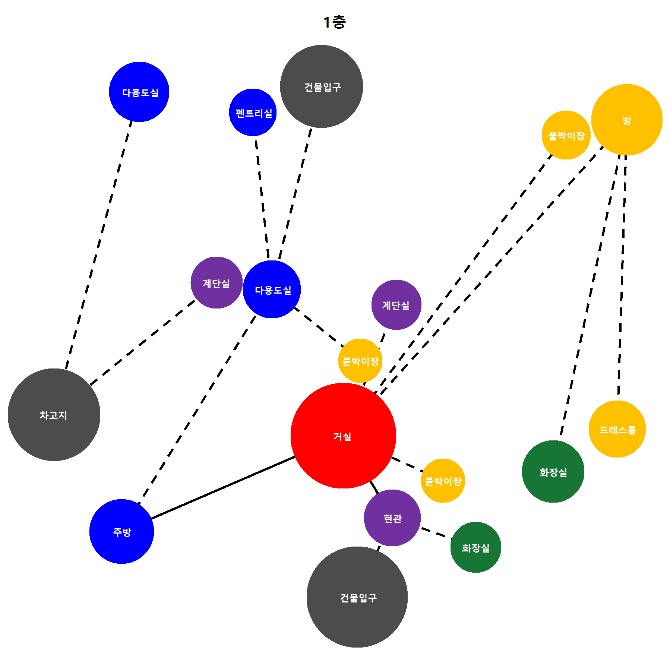 1층
건물입구
다용도실
펜트리실
방
붙박이장
계단실
다용도실
계단실
붙박이장
차고지
드레스룸
거실
화장실
붙박이장
현관
주방
화장실
건물입구